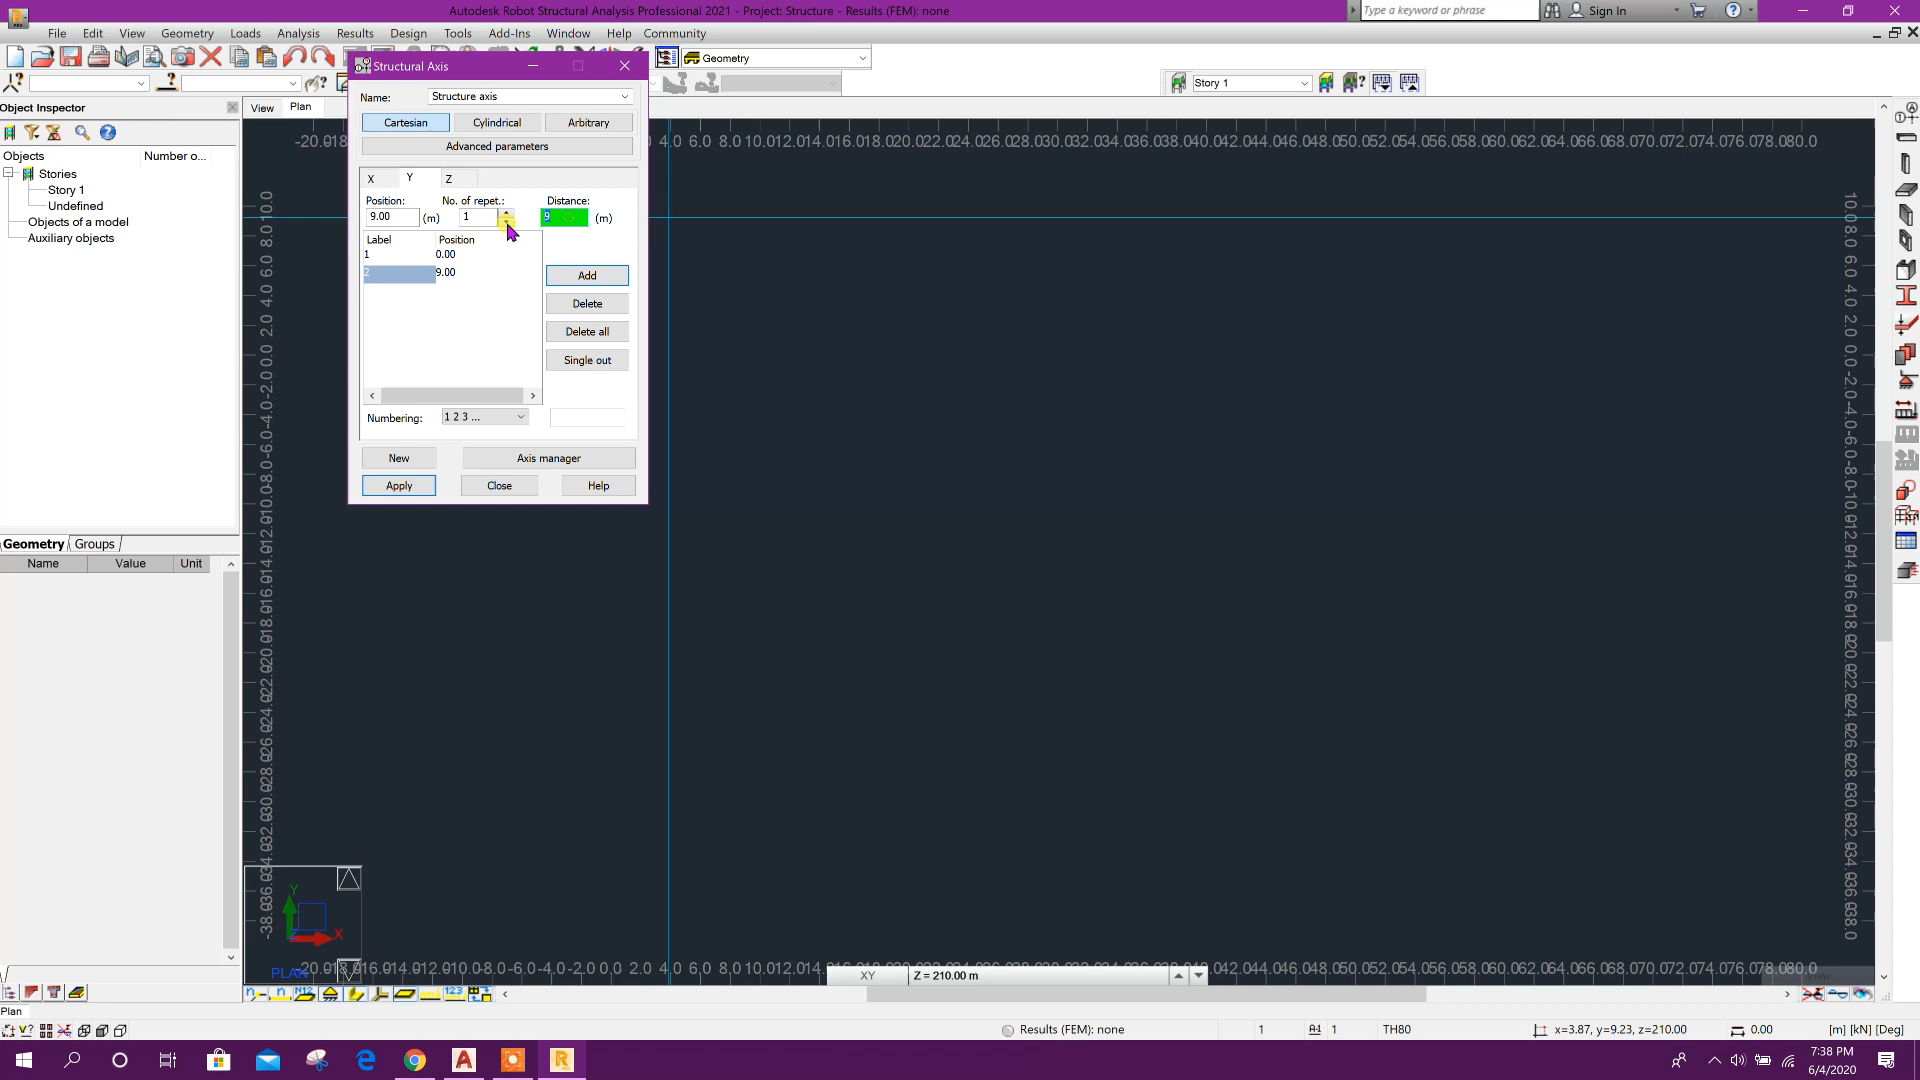 Autodesk Robot Structural Analysis Professional 2021 - Project: Structure - Results (FEM): none
Type a keyword or phrase
Sign In
File Edit View Geometry Loads Analysis Results Design Tools Add-Ins Window Help Community
Geometry
Story 1
Structural Axis
Name: Structure axis
Cartesian Cylindrical Arbitrary
Advanced parameters
X Y Z
Position: No. of repet.: Distance:
9.00 (m) 1 9 (m)
Label Position
1 0.00
2 9.00
Add
Delete
Delete all
Single out
Numbering: 1 2 3 ...
New Axis manager
Apply Close Help
Object Inspector
View Plan
Objects Number o...
Stories
Story 1
Undefined
Objects of a model
Auxiliary objects
Geometry Groups
Name Value Unit
Y
X
Z
PLAN
XY Z = 210.00 m
Plan
Results (FEM): none 1 1 TH80 x=3.87, y=9.23, z=210.00 0.00 [m] [kN] [Deg]
7:38 PM
6/4/2020